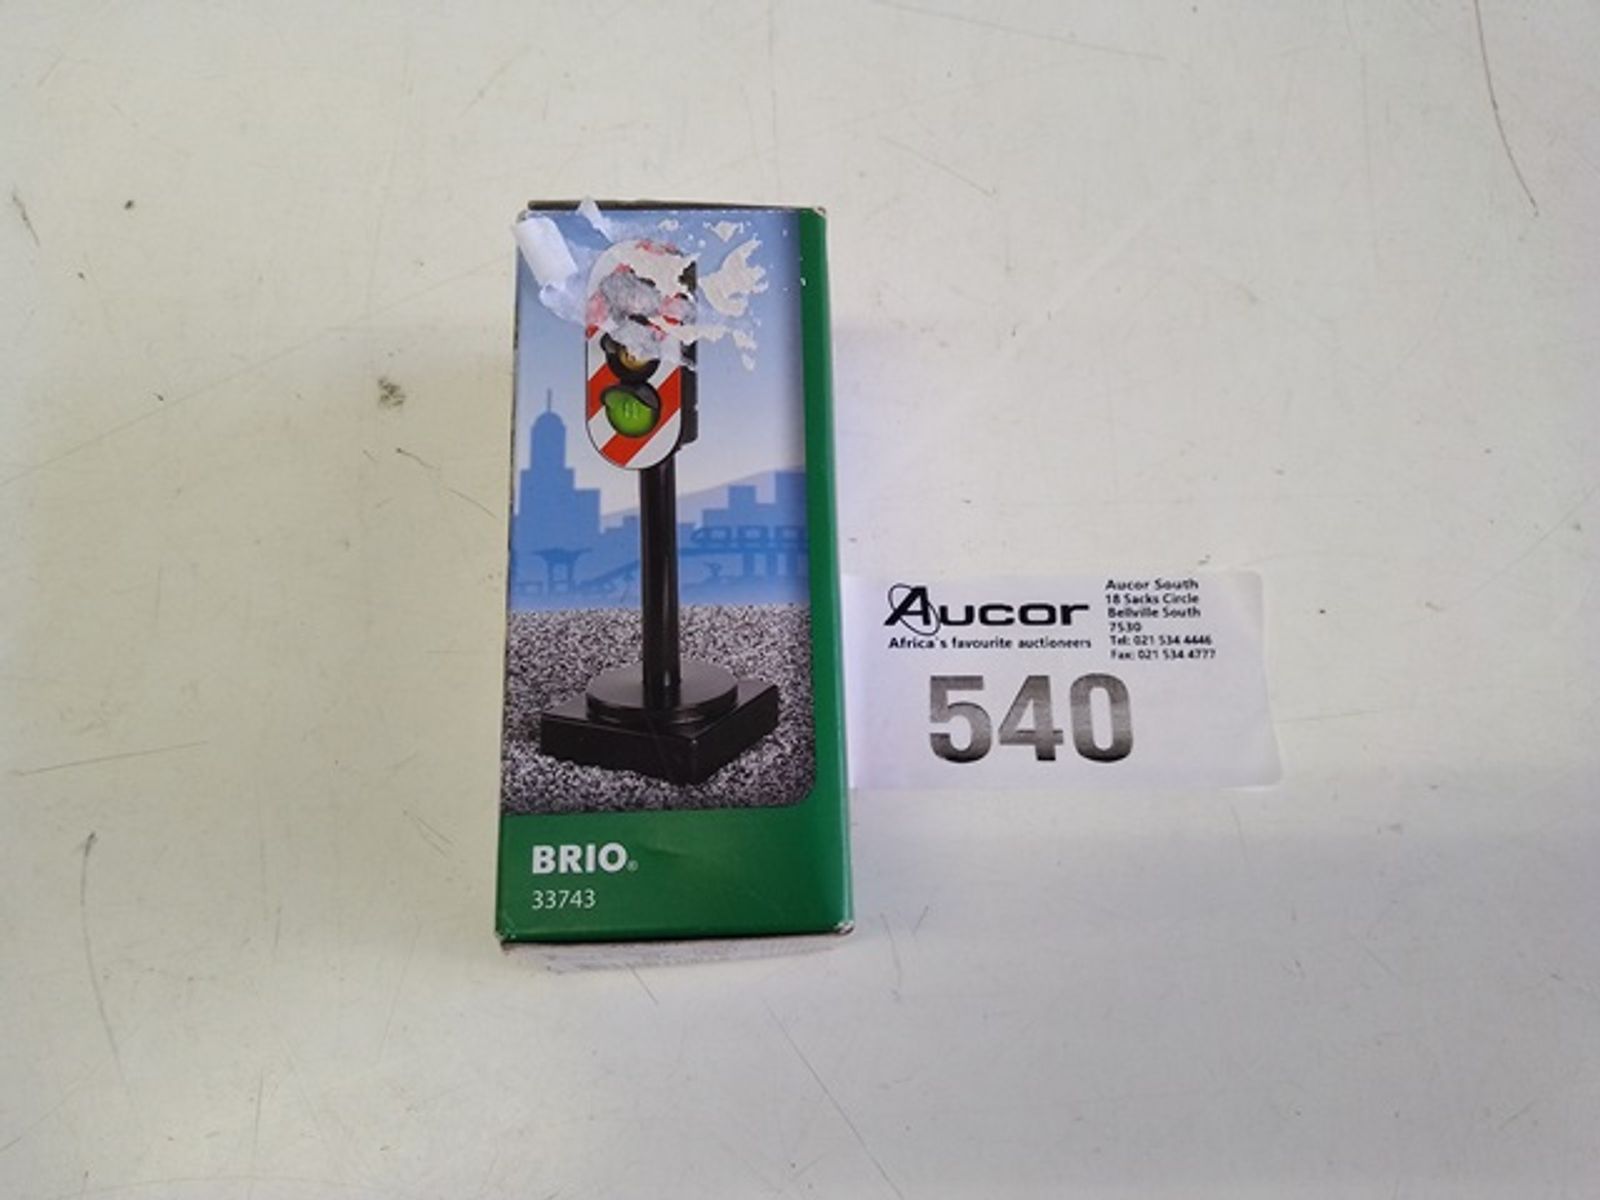 BRIO®
33743
Aucor
Africa's favourite auctioneers
Aucor South
18 Sacks Circle
Bellville South
7530
Tel: 021 534 4446
Fax: 021 534 4777
540